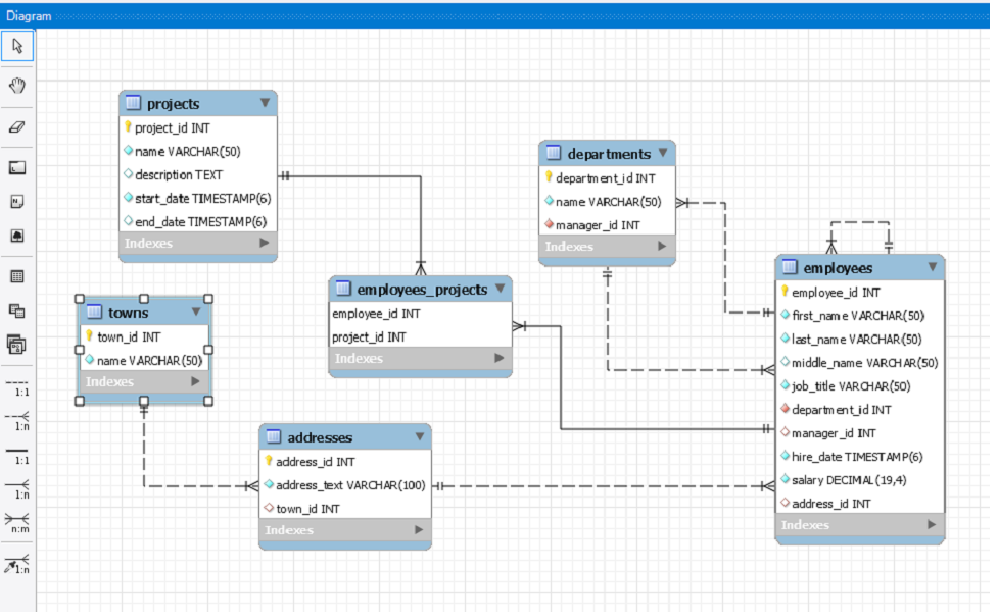 Diagram
projects
project_id INT
name VARCHAR(50)
description TEXT
start_date TIMESTAMP(6)
end_date TIMESTAMP(6)
Indexes
departments
department_id INT
name VARCHAR(50)
manager_id INT
Indexes
employees
employee_id INT
first_name VARCHAR(50)
last_name VARCHAR(50)
middle_name VARCHAR(50)
job_title VARCHAR(50)
department_id INT
manager_id INT
hire_date TIMESTAMP(6)
salary DECIMAL(19,4)
address_id INT
Indexes
employees_projects
employee_id INT
project_id INT
Indexes
towns
town_id INT
name VARCHAR(50)
Indexes
addresses
address_id INT
address_text VARCHAR(100)
town_id INT
Indexes
1:1
1:n
1:1
1:n
n:m
1:n